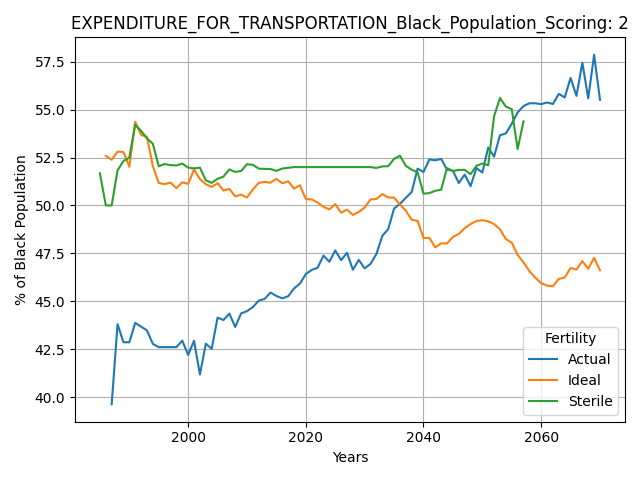 EXPENDITURE_FOR_TRANSPORTATION_Black_Population_Scoring: 2
% of Black Population
57.5
55.0
52.5
50.0
47.5
45.0
42.5
40.0
2000
2020
2040
2060
Years
Fertility
Actual
Ideal
Sterile